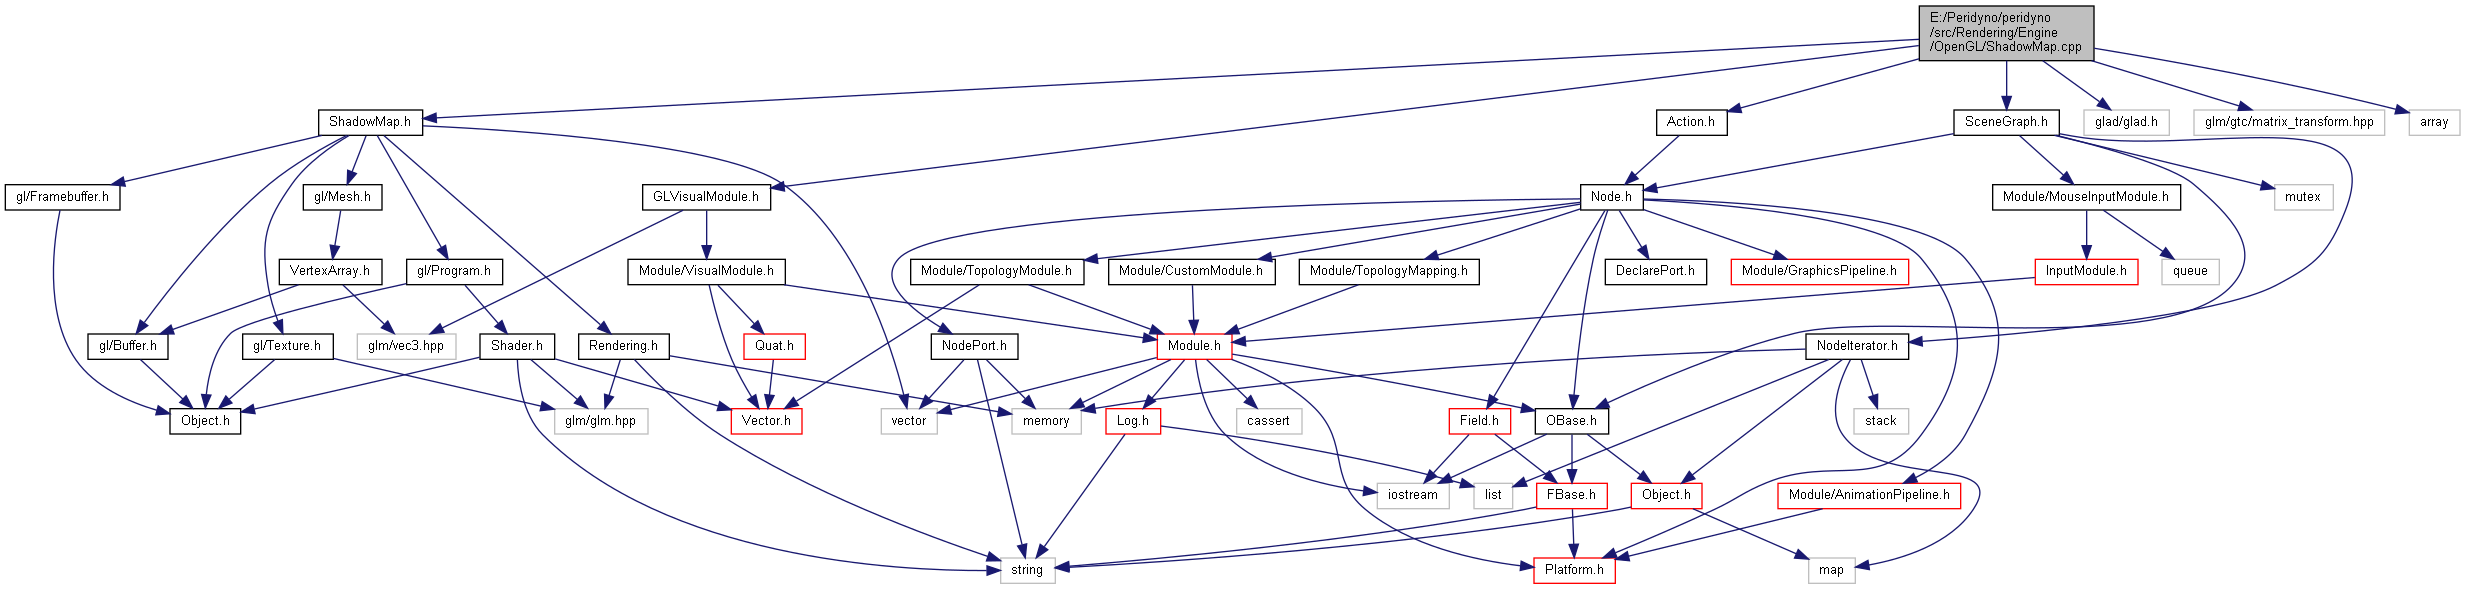 E:/Peridyno/peridyno
/src/Rendering/Engine
/OpenGL/ShadowMap.cpp
ShadowMap.h
Action.h
SceneGraph.h
glad/glad.h
glm/gtc/matrix_transform.hpp
array
gl/Framebuffer.h
gl/Mesh.h
GLVisualModule.h
Node.h
Module/MouseInputModule.h
mutex
VertexArray.h
gl/Program.h
Module/VisualModule.h
Module/TopologyModule.h
Module/CustomModule.h
Module/TopologyMapping.h
DeclarePort.h
Module/GraphicsPipeline.h
InputModule.h
queue
gl/Buffer.h
gl/Texture.h
glm/vec3.hpp
Shader.h
Rendering.h
Quat.h
NodePort.h
Module.h
NodeIterator.h
Object.h
glm/glm.hpp
Vector.h
vector
memory
Log.h
cassert
Field.h
OBase.h
stack
iostream
list
FBase.h
Object.h
Module/AnimationPipeline.h
string
Platform.h
map